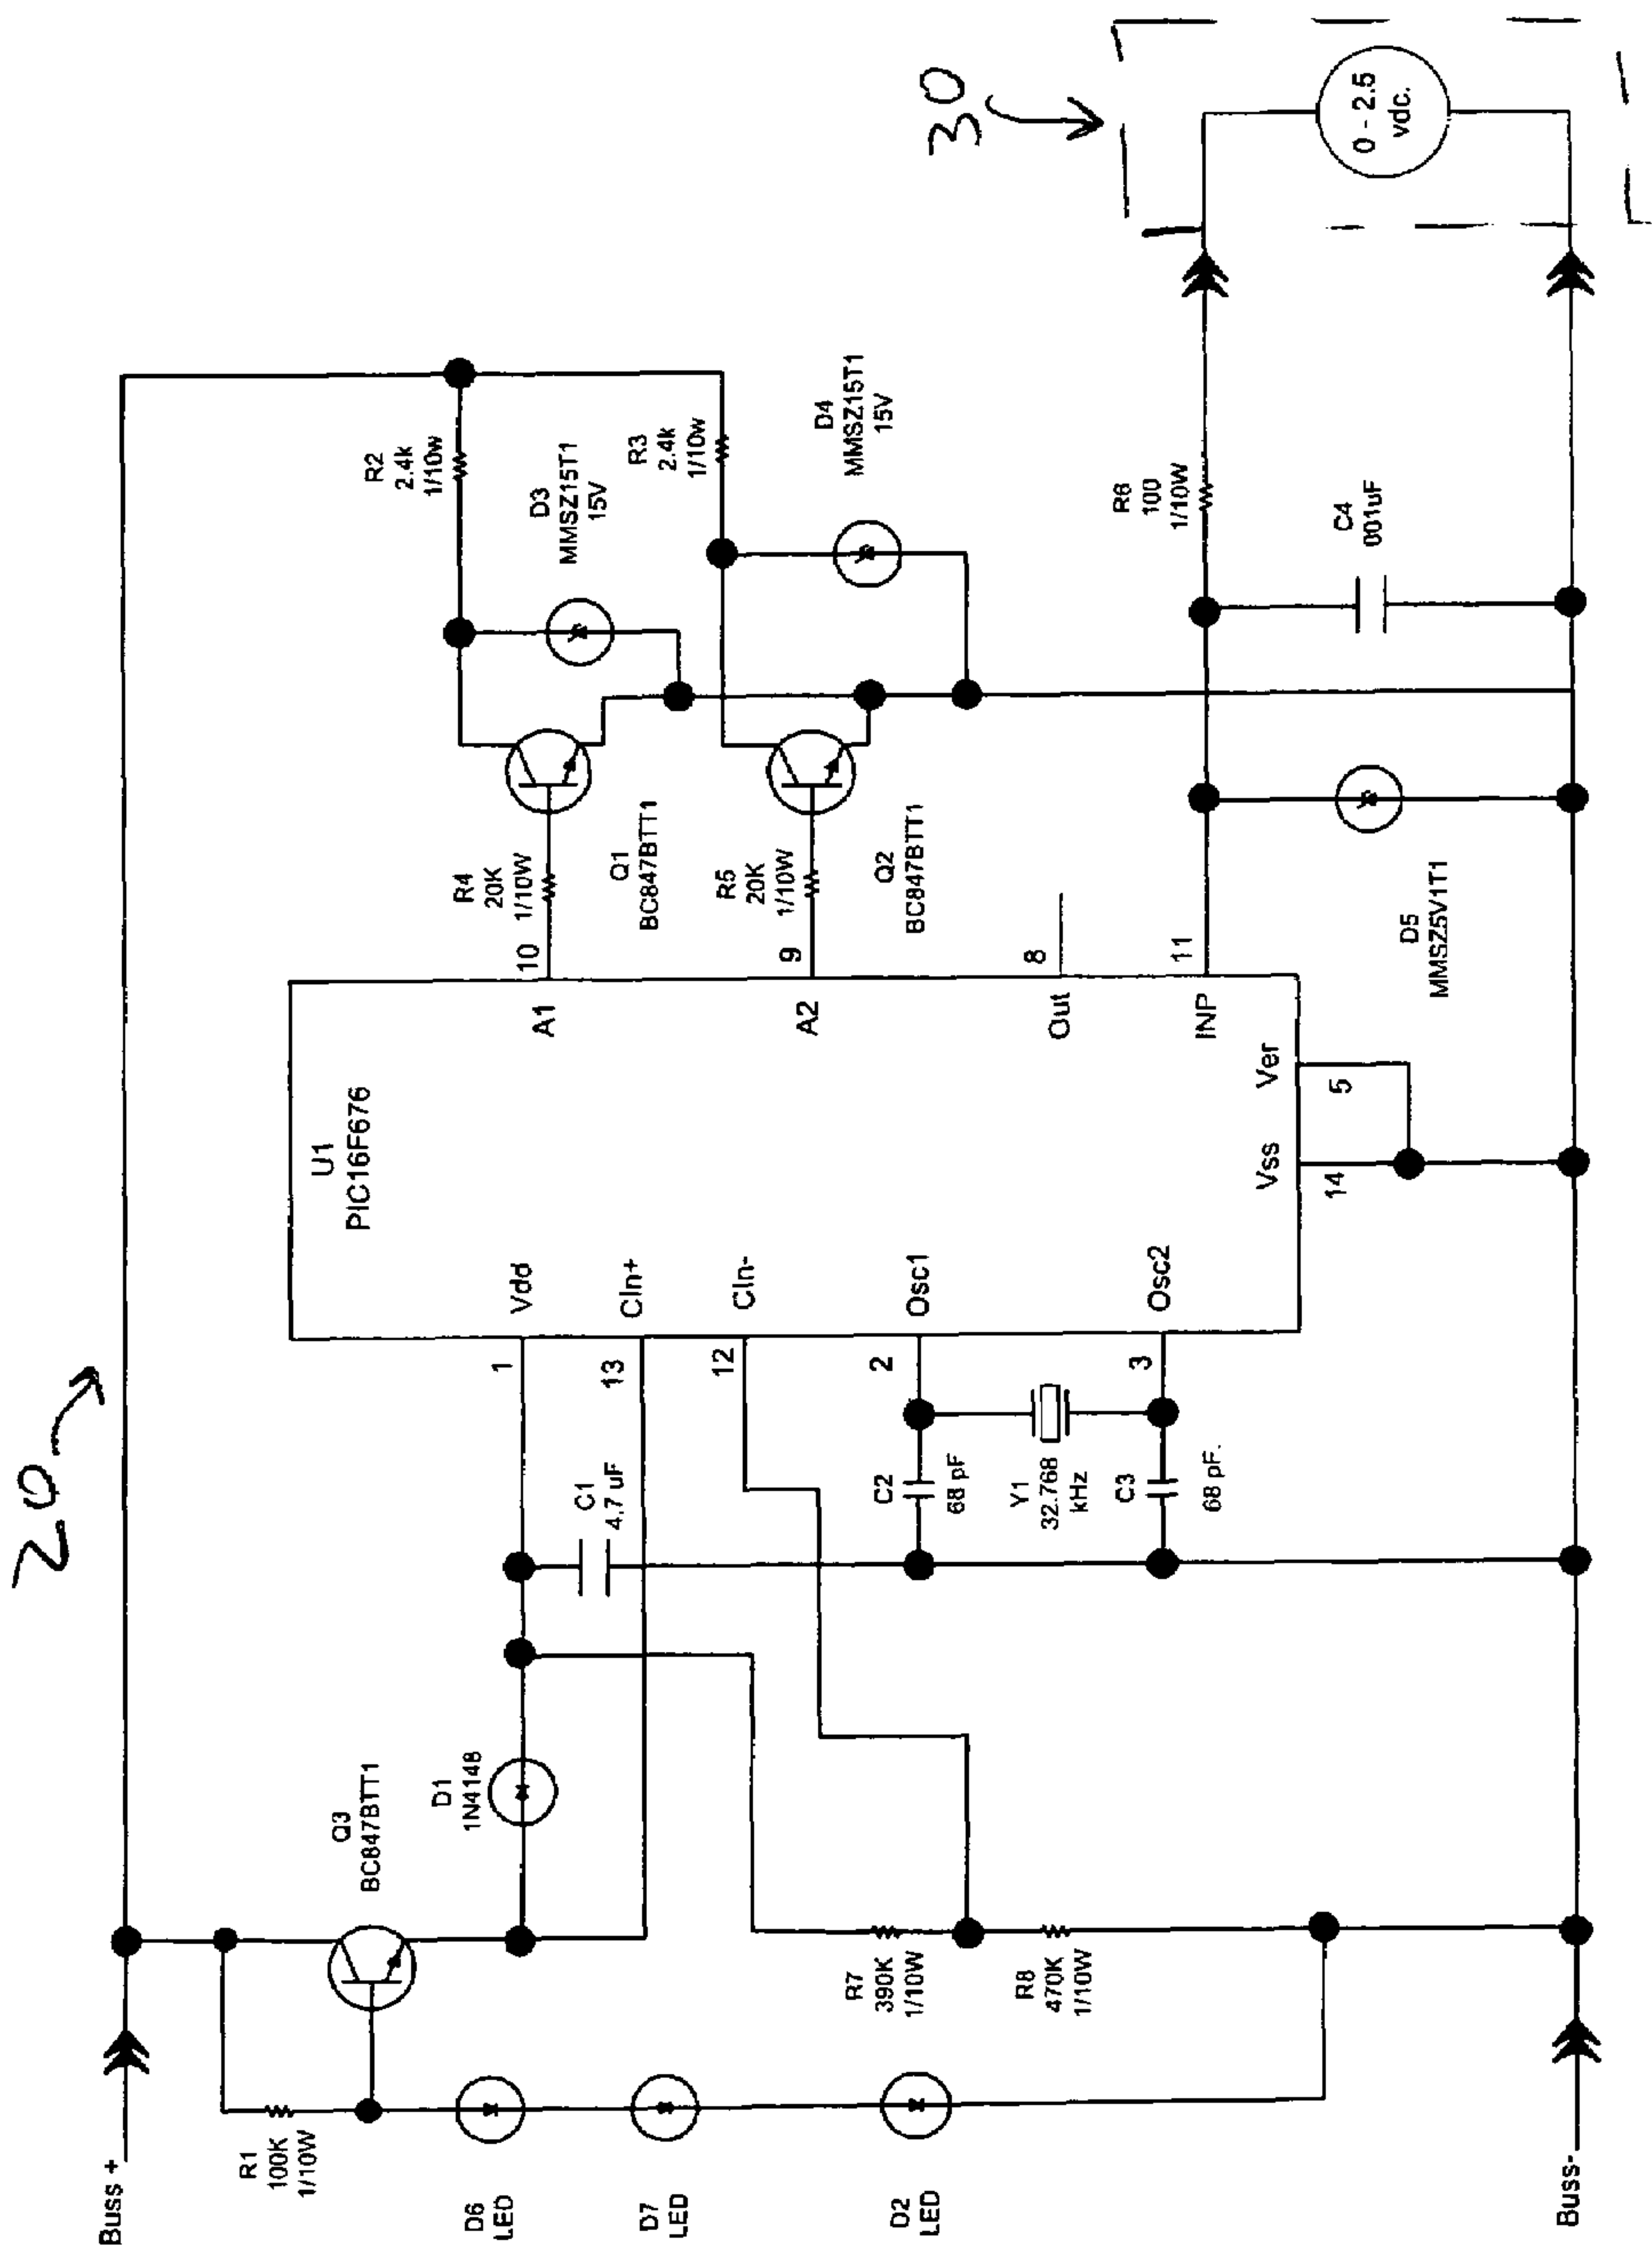 20
Buss +
R1
100K
1/10W
D6
LED
D7
LED
D2
LED
Buss-
Q3
BC847BTT1
D1
1N4148
R7
390K
1/10W
R8
470K
1/10W
C1
4.7 uF
C2
68 pF
Y1
32.768
kHz
C3
68 pF.
1
13
12
2
3
U1
PIC16F676
Vdd
CIn+
CIn-
Osc1
Osc2
Vss
14
Ver
5
A1
10
A2
9
Out
8
INP
11
R4
20K
1/10W
Q1
BC847BTT1
R5
20K
1/10W
Q2
BC847BTT1
D5
MMSZ5V1T1
R2
2.4k
1/10w
D3
MMSZ15T1
15V
R3
2.4k
1/10w
D4
MMSZ15T1
15V
R6
100
1/10W
C4
001uF
30
0 - 2.5
vdc.